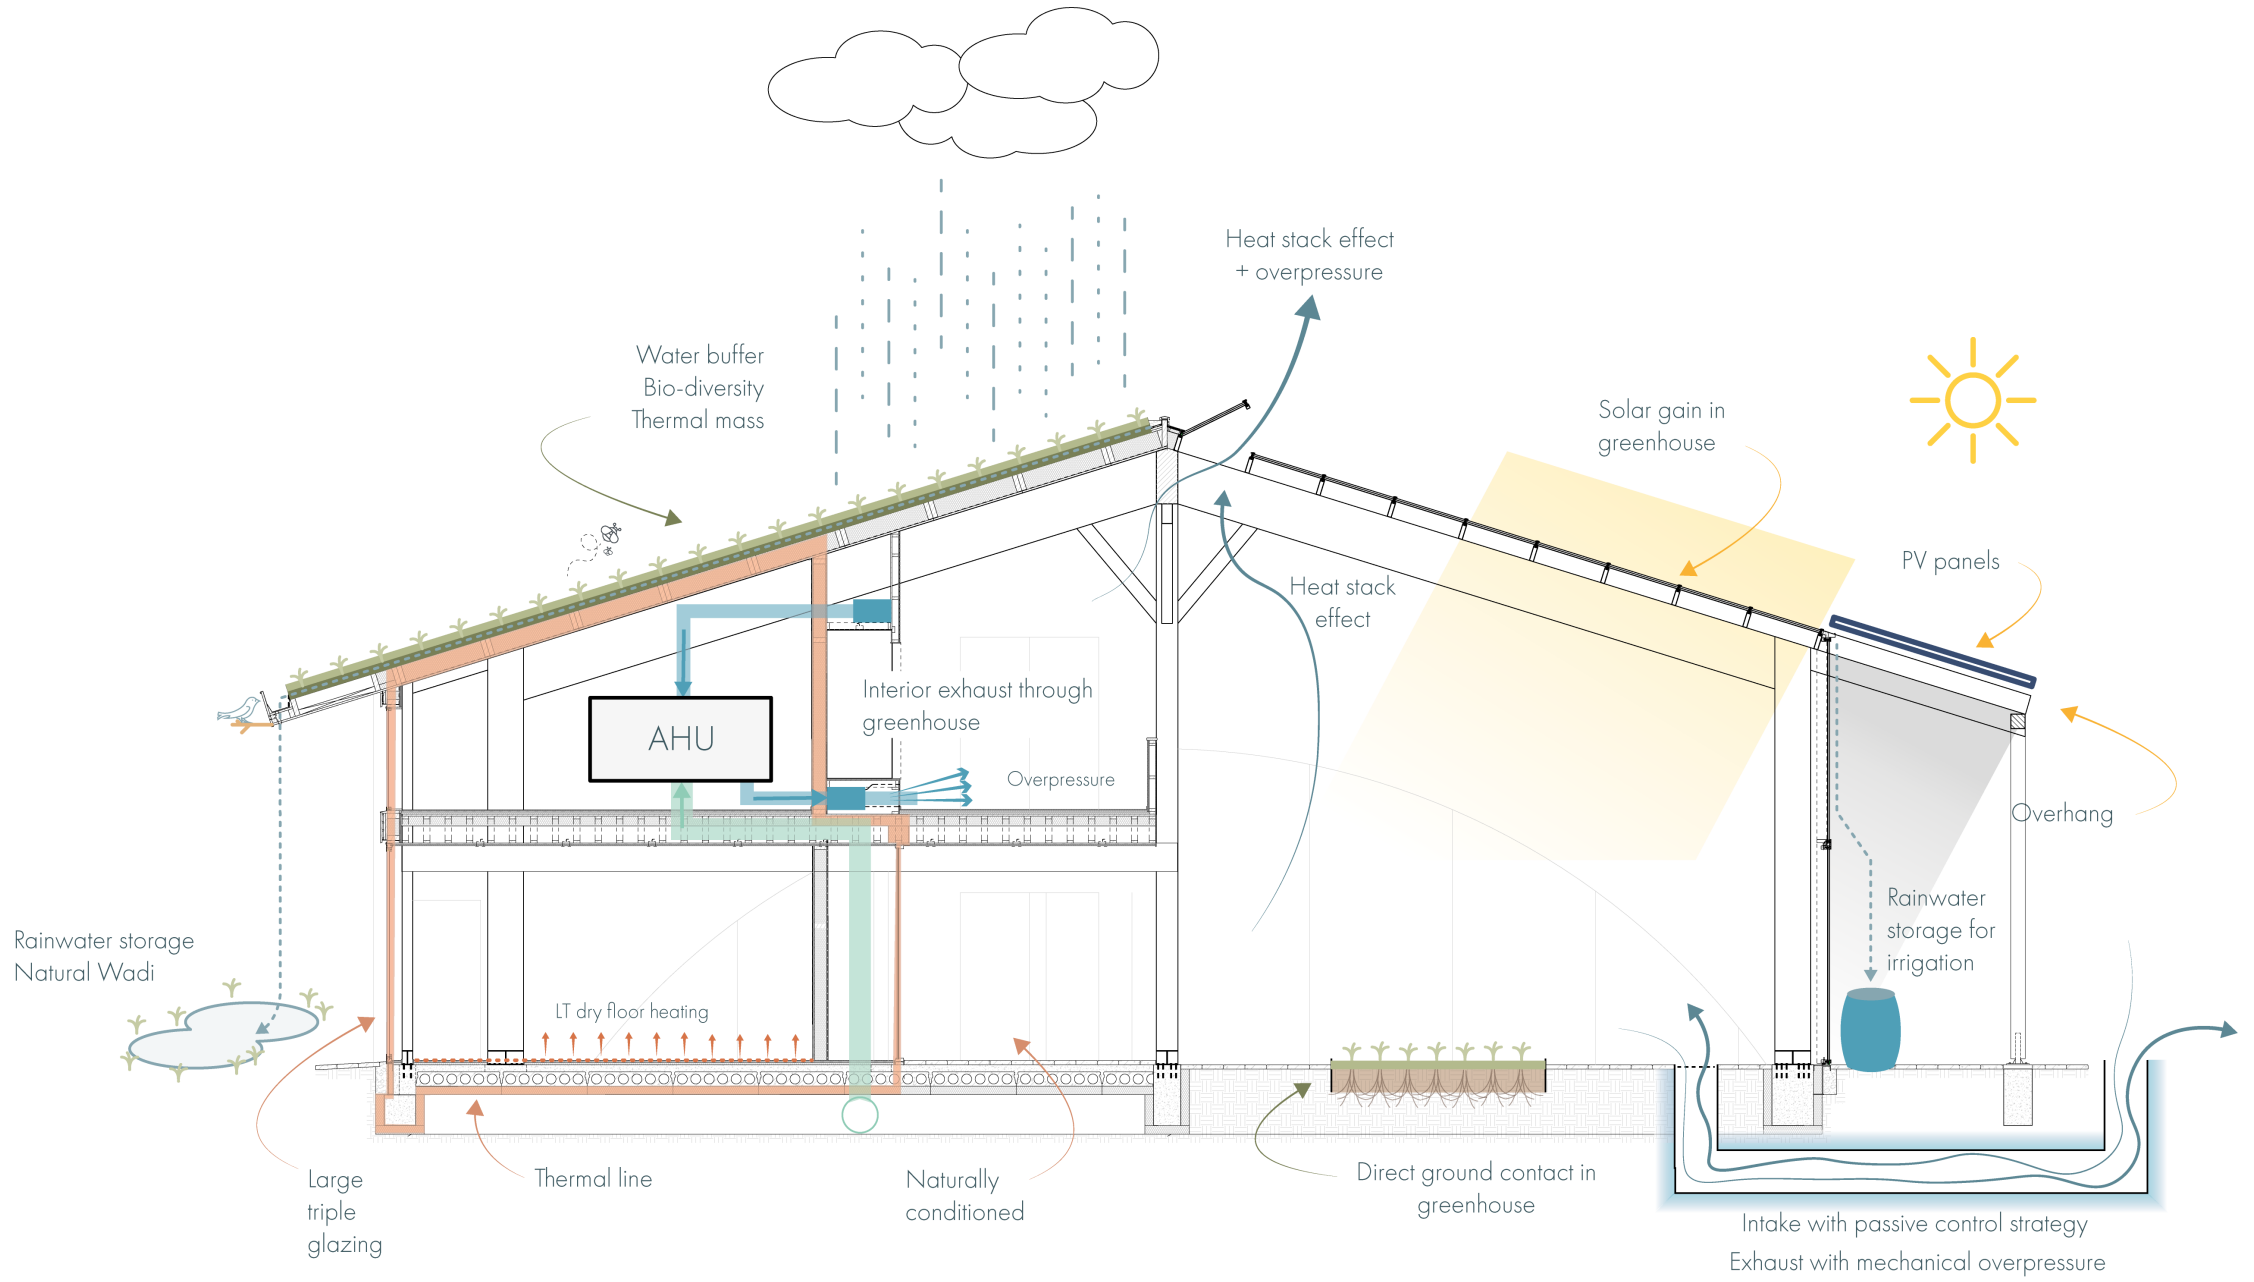 Heat stack effect
+ overpressure
Water buffer
Bio-diversity
Thermal mass
Solar gain in
greenhouse
PV panels
Heat stack
effect
Interior exhaust through
greenhouse
AHU
Overpressure
Overhang
Rainwater
storage for
irrigation
Rainwater storage
Natural Wadi
LT dry floor heating
Large
triple
glazing
Thermal line
Naturally
conditioned
Direct ground contact in
greenhouse
Intake with passive control strategy
Exhaust with mechanical overpressure